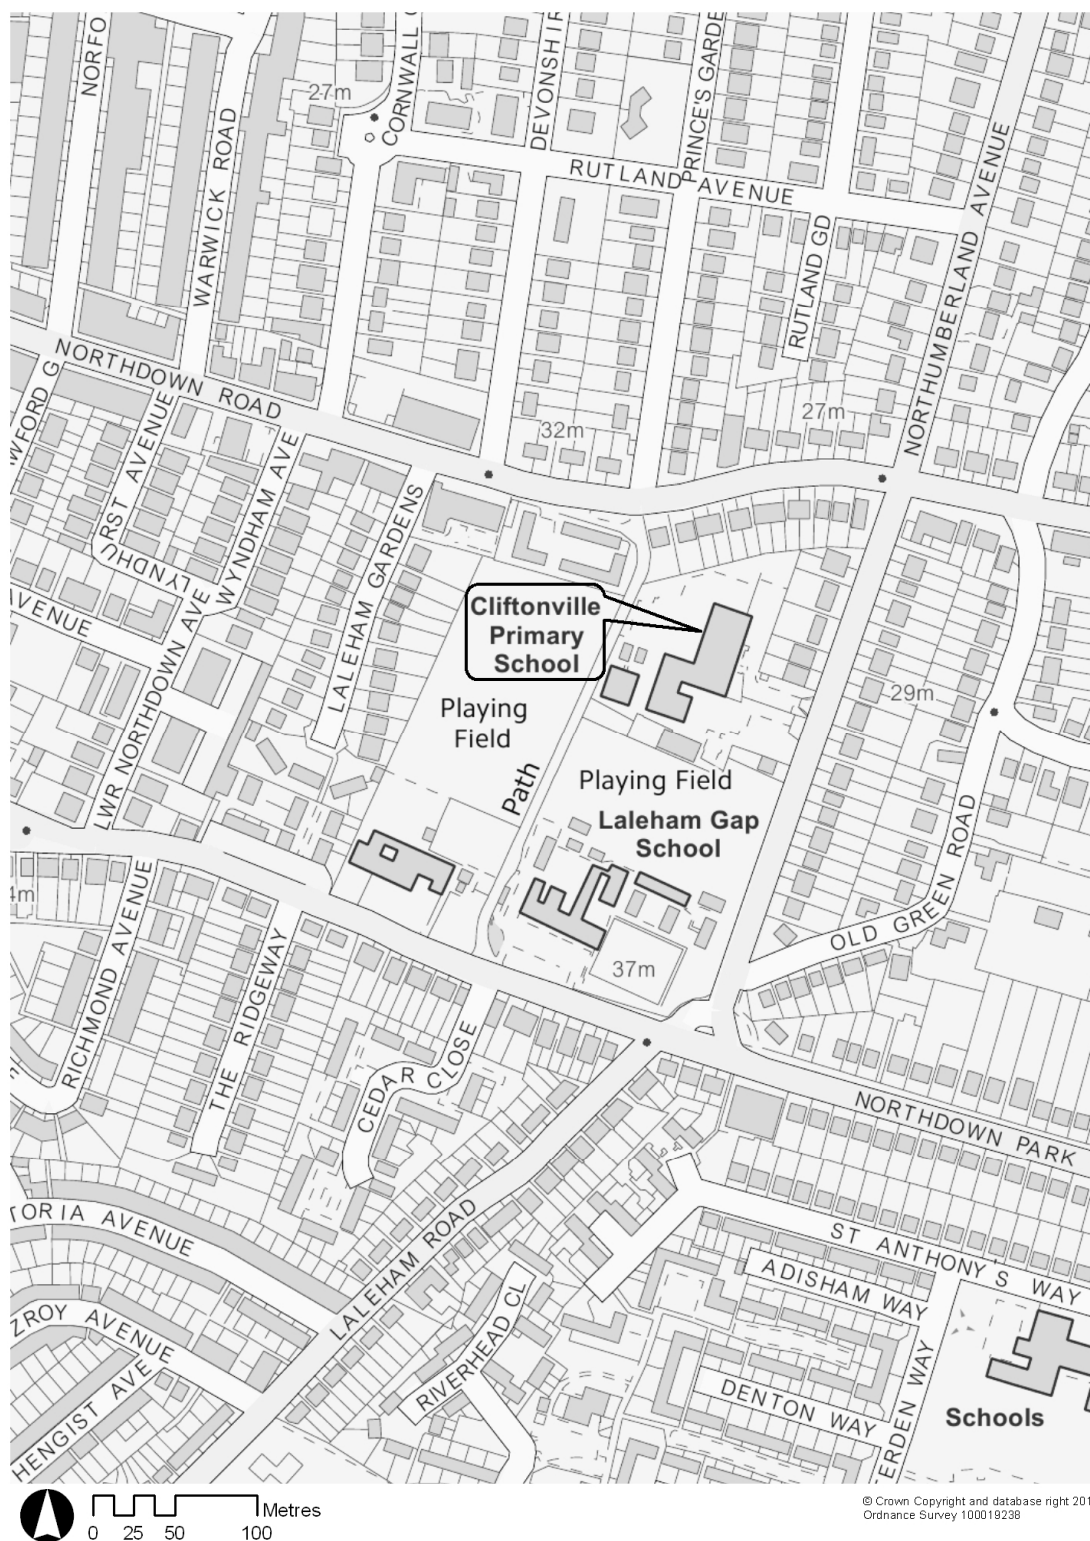 NORFO
WARWICK ROAD
27m
CORNWALL G
DEVONSHIR
PRINCE'S GARDE
RUTLAND AVENUE
RUTLAND GD
NORTHUMBERLAND AVENUE
NORTHDOWN ROAD
WFORD G
32m
27m
LYNDHURST AVENUE
WYNDHAM AVE
LALEHAM GARDENS
AVENUE
LWR NORTHDOWN AVE
Cliftonville
Primary
School
Playing
Field
Path
Playing Field
Laleham Gap
School
29m
OLD GREEN ROAD
4m
37m
RICHMOND AVENUE
THE RIDGEWAY
CEDAR CLOSE
NORTHDOWN PARK
LALEHAM ROAD
TORIA AVENUE
ST ANTHONY'S WAY
ADISHAM WAY
ZROY AVENUE
RIVERHEAD CL
DENTON WAY
HENGIST AVE
ERDEN WAY
Schools
Metres
0 25 50 100
© Crown Copyright and database right 201
Ordnance Survey 100019238